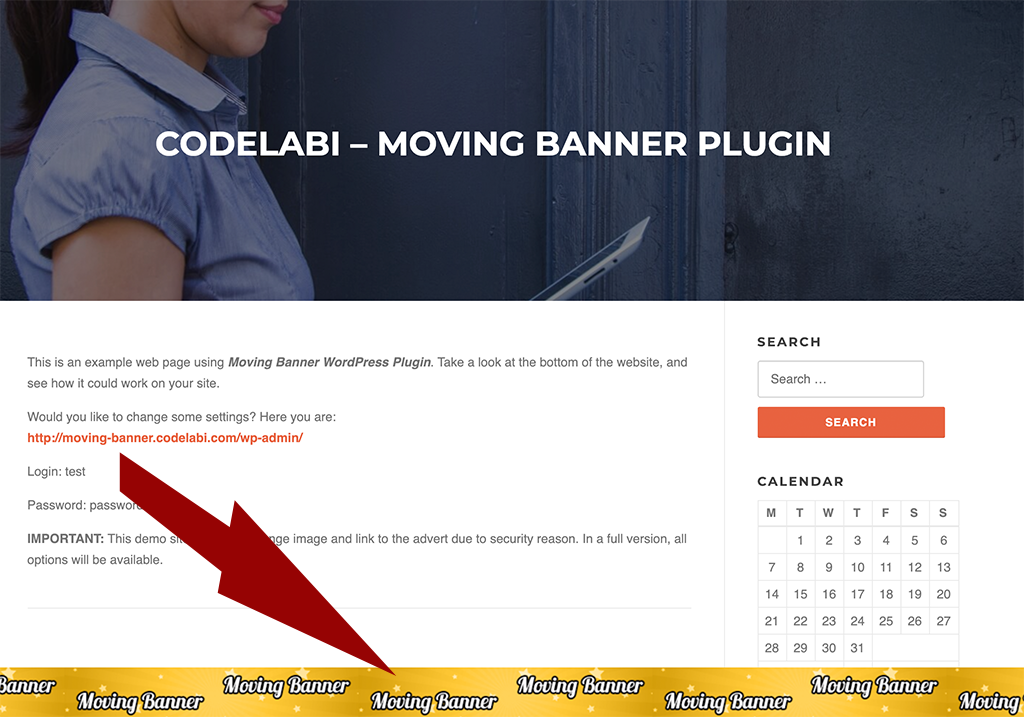 CODELABI – MOVING BANNER PLUGIN
This is an example web page using Moving Banner WordPress Plugin. Take a look at the bottom of the website, and
see how it could work on your site.
Would you like to change some settings? Here you are:
http://moving-banner.codelabi.com/wp-admin/
Login: test
Password:
IMPORTANT: This demo image and link to the advert due to security reason. In a full version, all
options will be available.
SEARCH
Search …
SEARCH
CALENDAR
M T W T F S S
1 2 3 4 5 6
7 8 9 10 11 12 13
14 15 16 17 18 19 20
21 22 23 24 25 26 27
28 29 30 31
Banner Moving Banner Moving Banner Moving Banner Moving Banner Moving Banner Moving Banner Moving